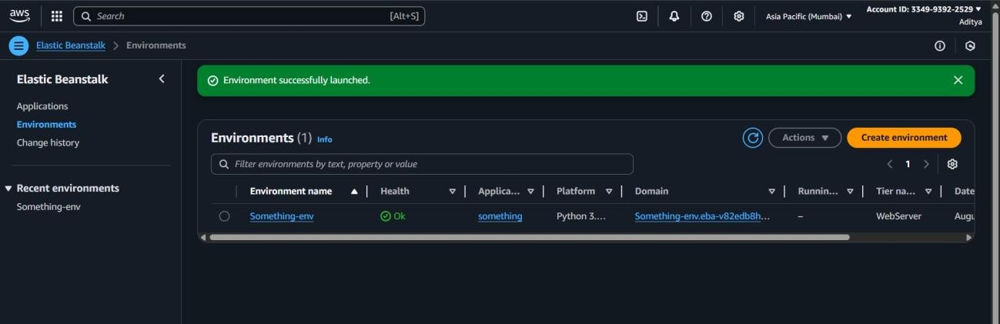 aws
Search [Alt+S]
Asia Pacific (Mumbai)
Account ID: 3349-9392-2529
Aditya
Elastic Beanstalk > Environments
Elastic Beanstalk
Applications
Environments
Change history
Recent environments
Something-env
Environment successfully launched.
Environments (1) Info
Actions
Create environment
Filter environments by text, property or value
1
Environment name Health Applica... Platform Domain Runnin... Tier na... Date
Something-env Ok something Python 3.... Something-env.eba-v82edb8h... – WebServer Augu